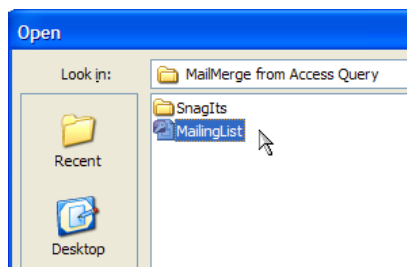 Open
Look in: MailMerge from Access Query
SnagIts
MailingList
Recent
Desktop